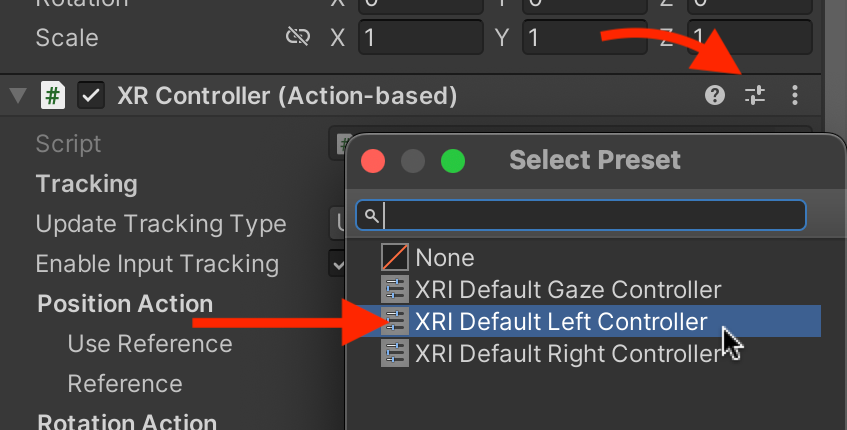 Rotation X 0 Y 0 Z 0
Scale X 1 Y 1 Z 1
# XR Controller (Action-based) ?
Script #
Select Preset
Tracking
Update Tracking Type U
Enable Input Tracking
None
XRI Default Gaze Controller
Position Action
XRI Default Left Controller
Use Reference
XRI Default Right Controller
Reference
Rotation Action